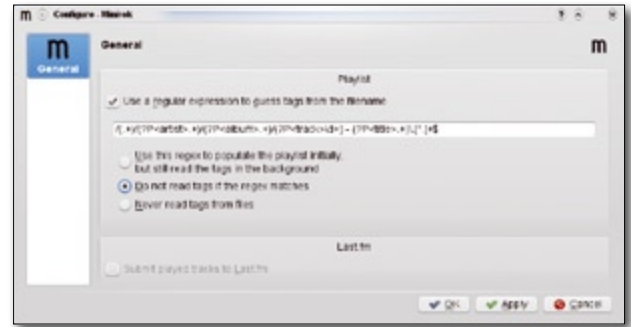 m Configure - Minirok
m
General
General
m
Playlist
Use a regular expression to guess tags from the filename
Use this regex to populate the playlist initially,
but still read the tags in the background
Do not read tags if the regex matches
Never read tags from files
Last.fm
Submit played tracks to Last.fm
OK
Apply
Cancel